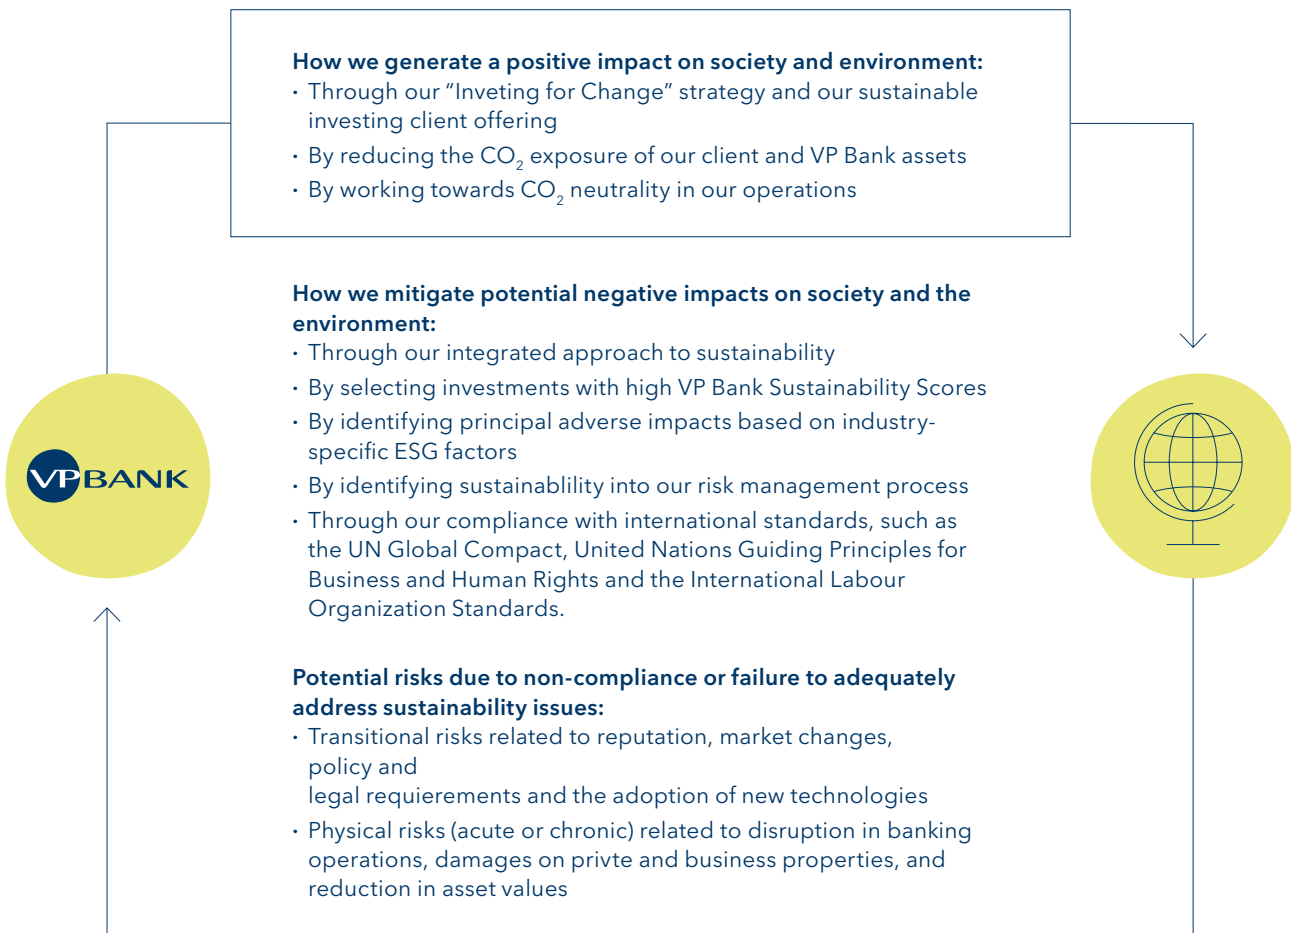 How we generate a positive impact on society and environment:
· Through our “Inveting for Change” strategy and our sustainable
investing client offering
· By reducing the CO₂ exposure of our client and VP Bank assets
· By working towards CO₂ neutrality in our operations
How we mitigate potential negative impacts on society and the
environment:
· Through our integrated approach to sustainability
· By selecting investments with high VP Bank Sustainability Scores
· By identifying principal adverse impacts based on industry-
specific ESG factors
· By identifying sustainablility into our risk management process
· Through our compliance with international standards, such as
the UN Global Compact, United Nations Guiding Principles for
Business and Human Rights and the International Labour
Organization Standards.
VPBANK
Potential risks due to non-compliance or failure to adequately
address sustainability issues:
· Transitional risks related to reputation, market changes,
policy and
legal requierements and the adoption of new technologies
· Physical risks (acute or chronic) related to disruption in banking
operations, damages on privte and business properties, and
reduction in asset values